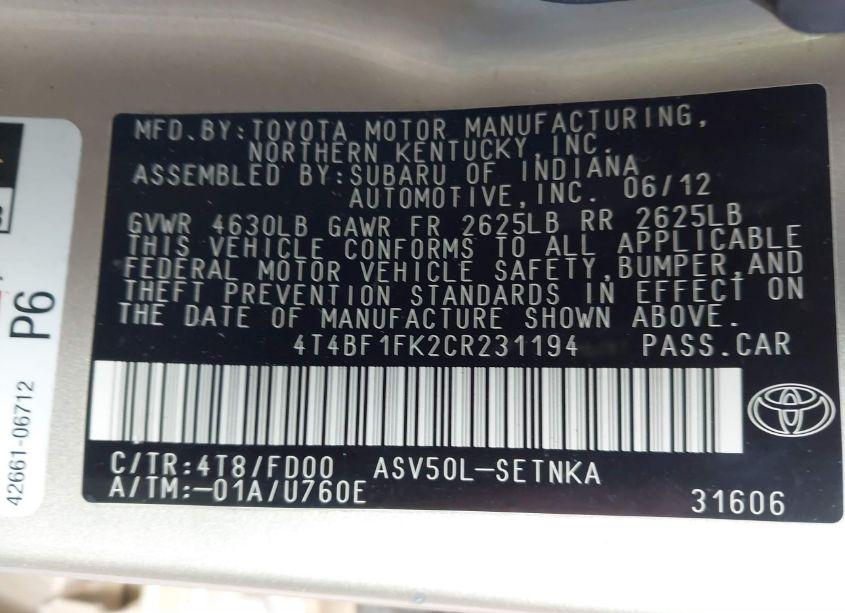 MFD.BY:TOYOTA MOTOR MANUFACTURING,
NORTHERN KENTUCKY,INC.
ASSEMBLED BY:SUBARU OF INDIANA
AUTOMOTIVE,INC. 06/12
GVWR 4630LB GAWR FR 2625LB RR 2625LB
THIS VEHICLE CONFORMS TO ALL APPLICABLE
FEDERAL MOTOR VEHICLE SAFETY,BUMPER,AND
THEFT PREVENTION STANDARDS IN EFFECT ON
THE DATE OF MANUFACTURE SHOWN ABOVE.
4T4BF1FK2CR231194 PASS.CAR
C/TR:4T8/FD00 ASV50L-SETNKA
A/TM:-01A/U760E
31606
P6
42661-06712